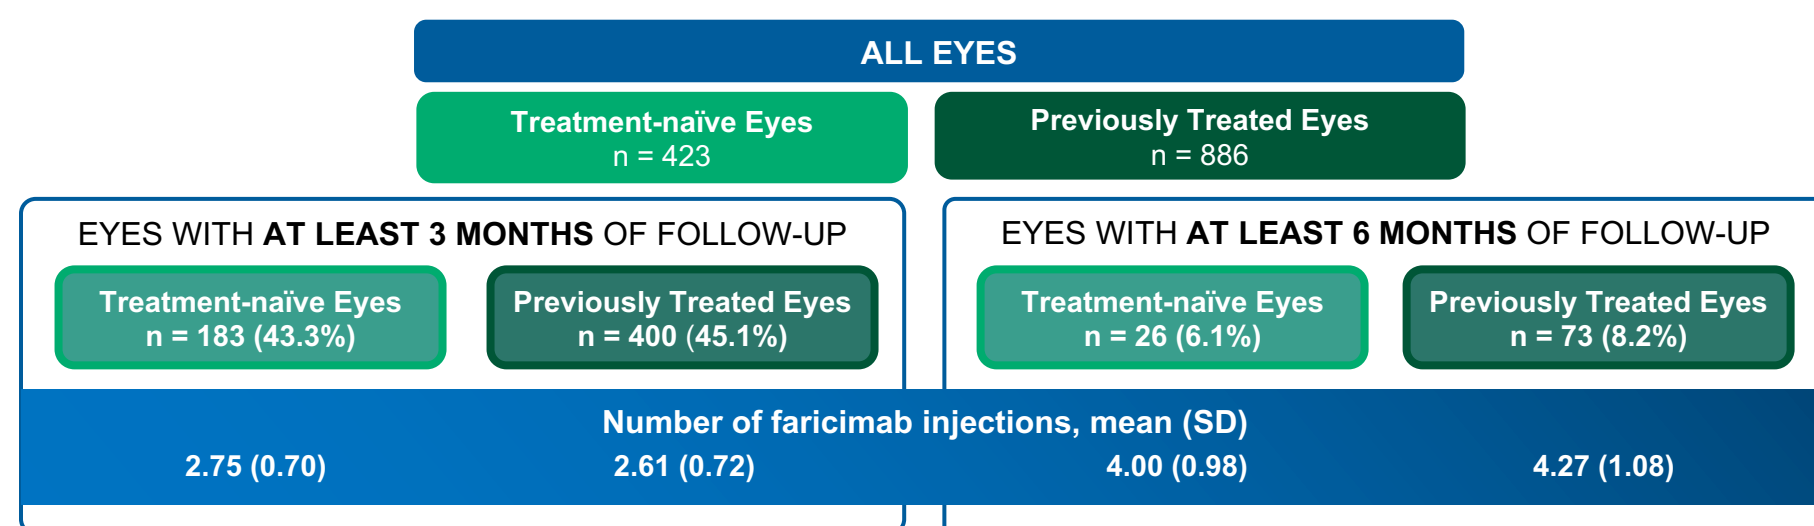 ALL EYES
Treatment-naïve Eyes
n = 423
Previously Treated Eyes
n = 886
EYES WITH AT LEAST 3 MONTHS OF FOLLOW-UP
Treatment-naïve Eyes
n = 183 (43.3%)
Previously Treated Eyes
n = 400 (45.1%)
EYES WITH AT LEAST 6 MONTHS OF FOLLOW-UP
Treatment-naïve Eyes
n = 26 (6.1%)
Previously Treated Eyes
n = 73 (8.2%)
Number of faricimab injections, mean (SD)
2.75 (0.70) 2.61 (0.72) 4.00 (0.98) 4.27 (1.08)